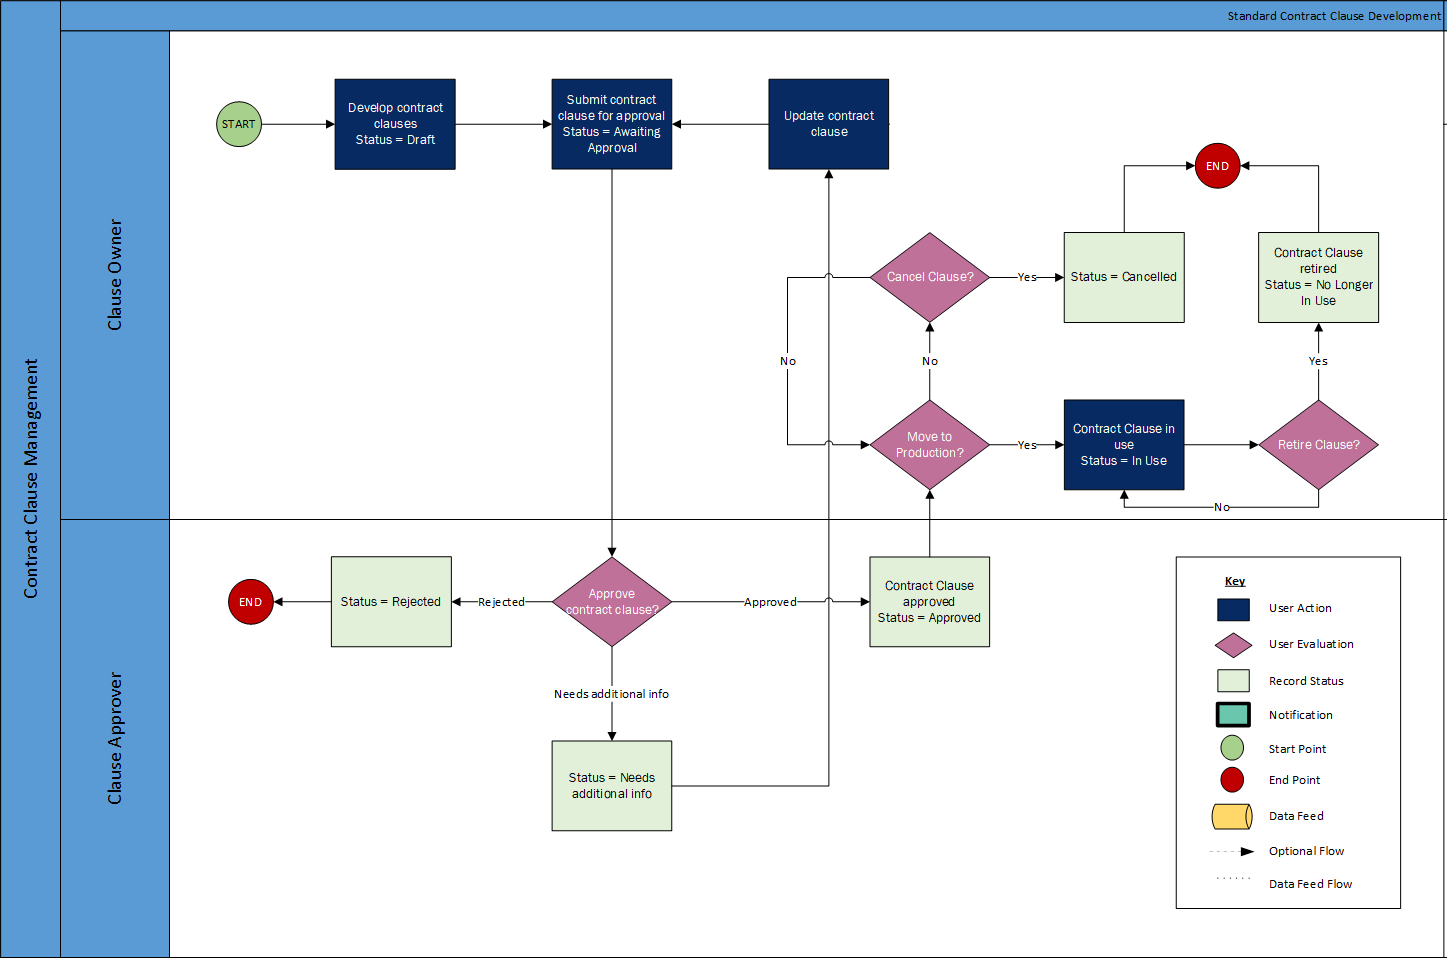 Standard Contract Clause Development
Contract Clause Management
Clause Owner
START
Develop contract
clauses
Status = Draft
Submit contract
clause for approval
Status = Awaiting
Approval
Update contract
clause
END
Cancel Clause?
Yes
Status = Cancelled
Contract Clause
retired
Status = No Longer
In Use
No
No
Yes
Move to
Production?
Yes
Contract Clause in
use
Status = In Use
Retire Clause?
No
Clause Approver
END
Status = Rejected
Rejected
Approve
contract clause?
Approved
Contract Clause
approved
Status = Approved
Needs additional info
Status = Needs
additional info
Key
User Action
User Evaluation
Record Status
Notification
Start Point
End Point
Data Feed
Optional Flow
Data Feed Flow